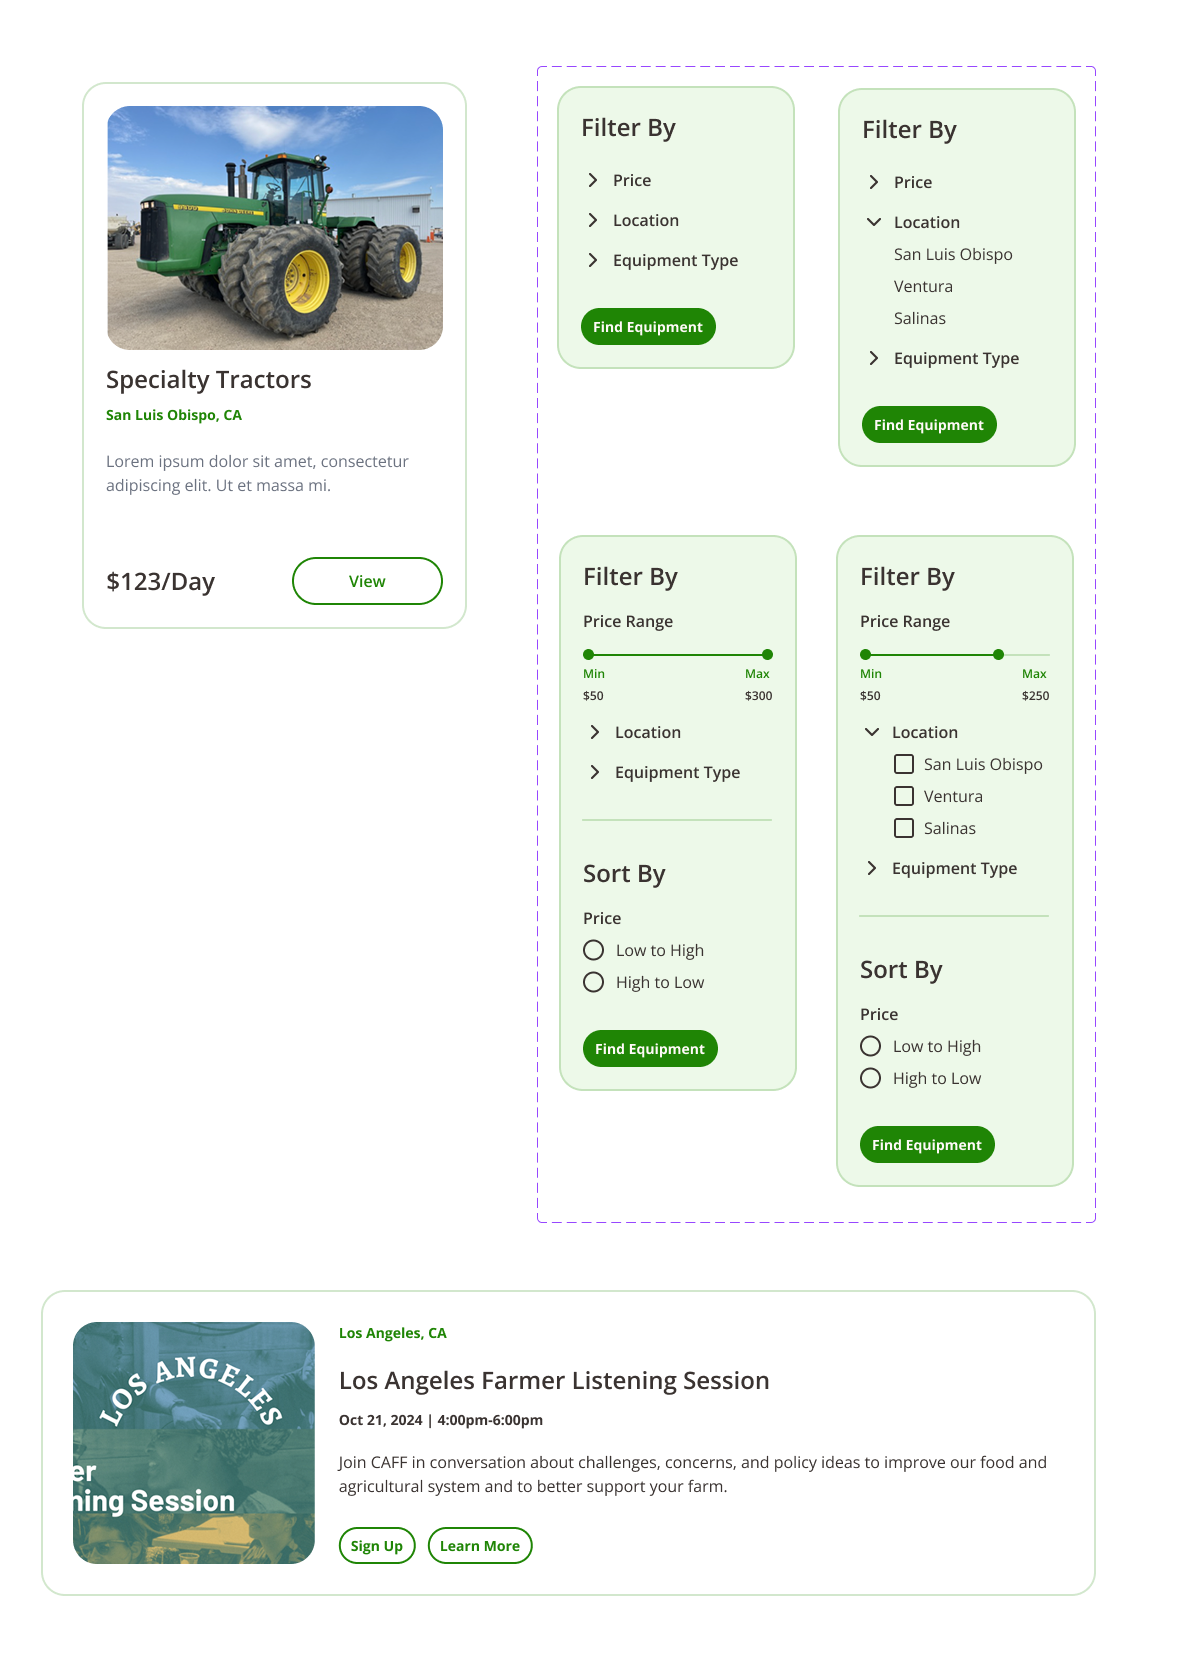 Specialty Tractors
San Luis Obispo, CA
Lorem ipsum dolor sit amet, consectetur
adipiscing elit. Ut et massa mi.
$123/Day
View
Filter By
Price
Location
Equipment Type
Find Equipment
Filter By
Price
Location
San Luis Obispo
Ventura
Salinas
Equipment Type
Find Equipment
Filter By
Price Range
Min Max
$50 $300
Location
Equipment Type
Sort By
Price
Low to High
High to Low
Find Equipment
Filter By
Price Range
Min Max
$50 $250
Location
San Luis Obispo
Ventura
Salinas
Equipment Type
Sort By
Price
Low to High
High to Low
Find Equipment
LOS ANGELES
er
ning Session
Los Angeles, CA
Los Angeles Farmer Listening Session
Oct 21, 2024 | 4:00pm-6:00pm
Join CAFF in conversation about challenges, concerns, and policy ideas to improve our food and
agricultural system and to better support your farm.
Sign Up
Learn More